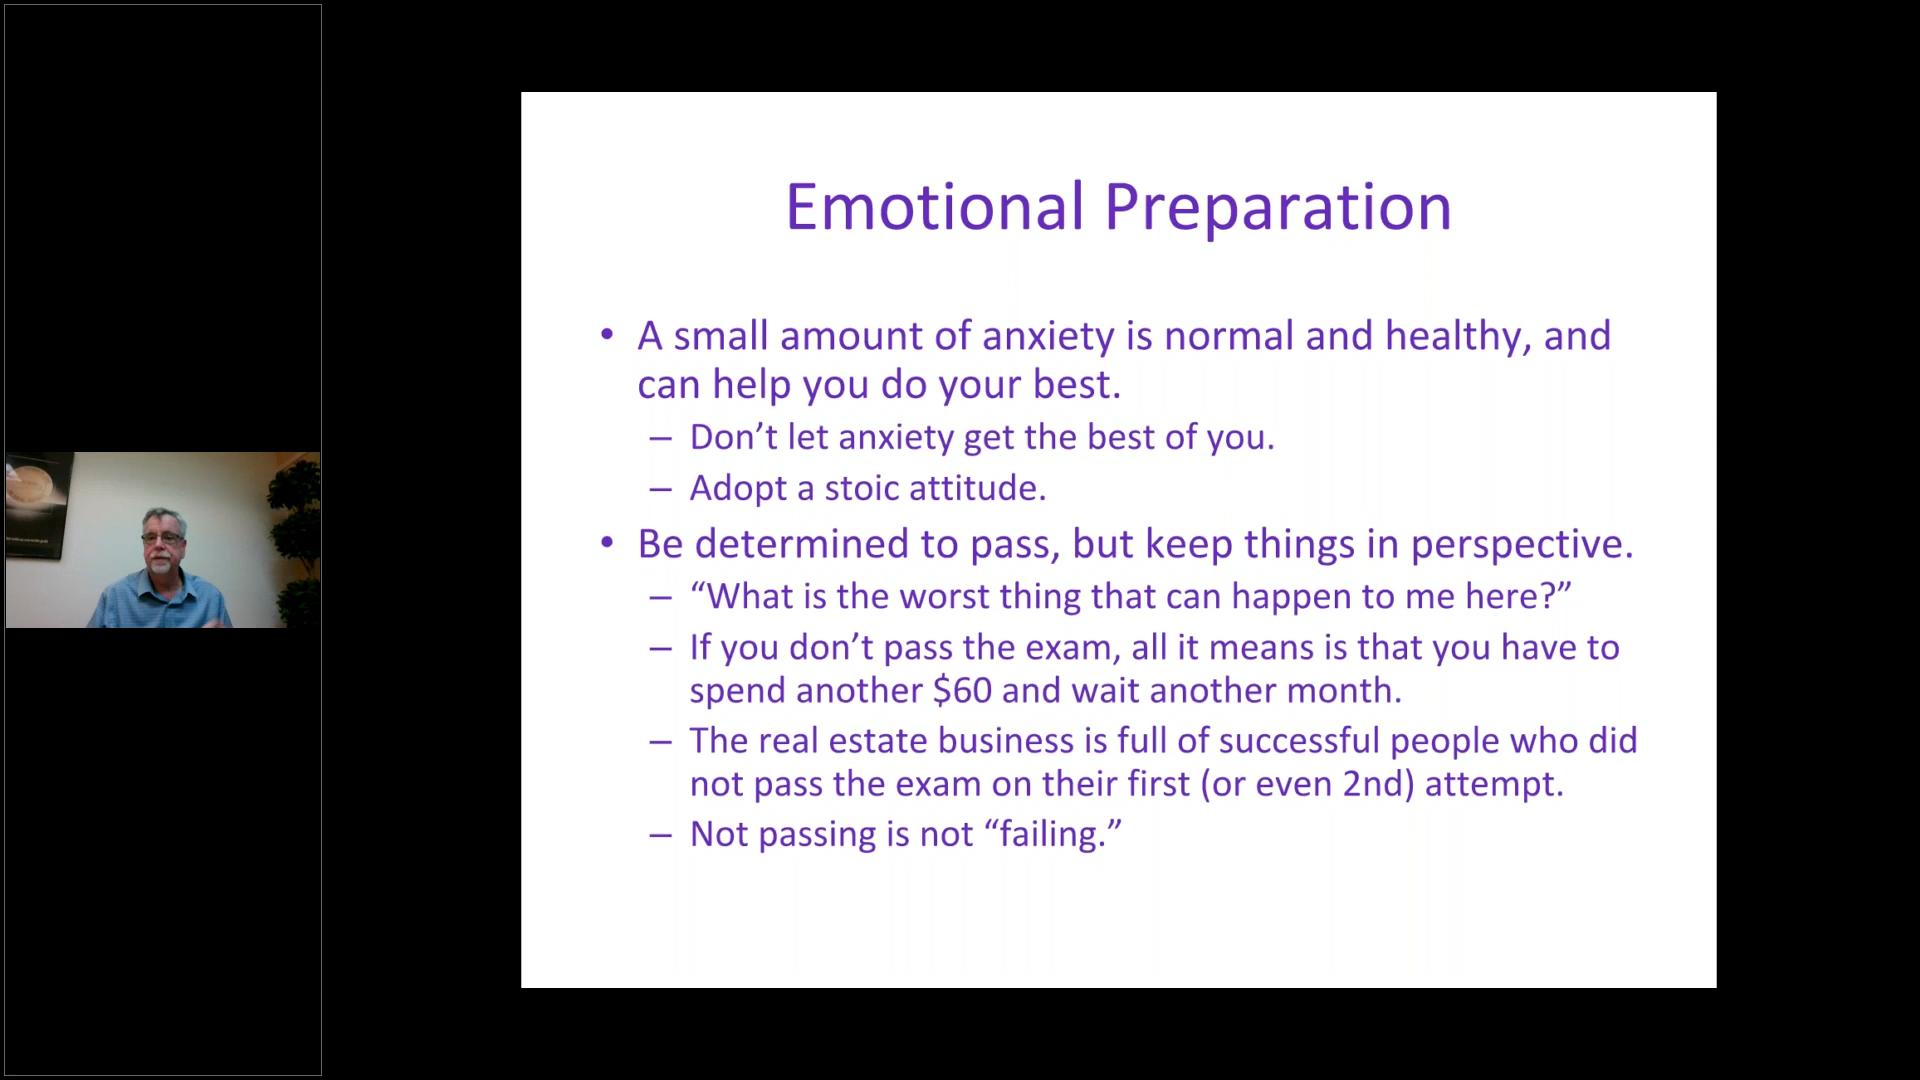 Emotional Preparation
• A small amount of anxiety is normal and healthy, and
can help you do your best.
– Don’t let anxiety get the best of you.
– Adopt a stoic attitude.
• Be determined to pass, but keep things in perspective.
– “What is the worst thing that can happen to me here?”
– If you don’t pass the exam, all it means is that you have to
spend another $60 and wait another month.
– The real estate business is full of successful people who did
not pass the exam on their first (or even 2nd) attempt.
– Not passing is not “failing.”